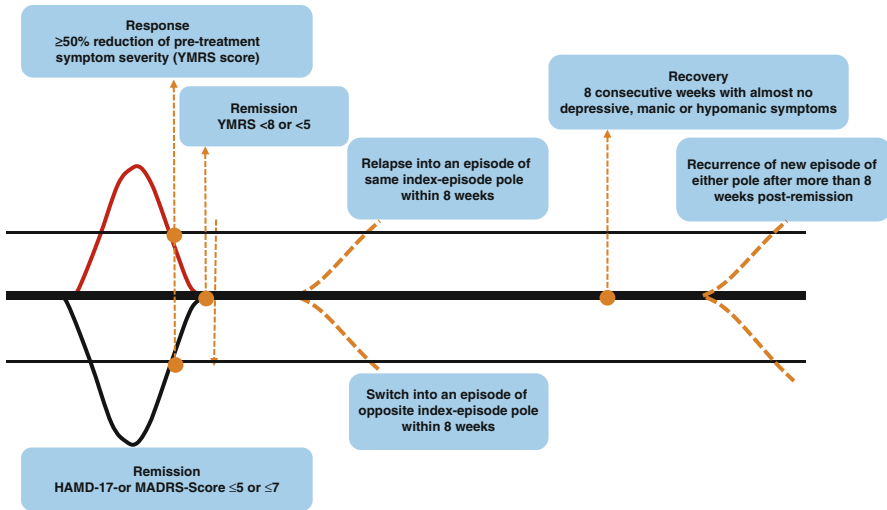 Response
≥50% reduction of pre-treatment
symptom severity (YMRS score)
Remission
YMRS <8 or <5
Relapse into an episode of
same index-episode pole
within 8 weeks
Recovery
8 consecutive weeks with almost no
depressive, manic or hypomanic symptoms
Recurrence of new episode of
either pole after more than 8
weeks post-remission
Switch into an episode of
opposite index-episode pole
within 8 weeks
Remission
HAMD-17-or MADRS-Score ≤5 or ≤7